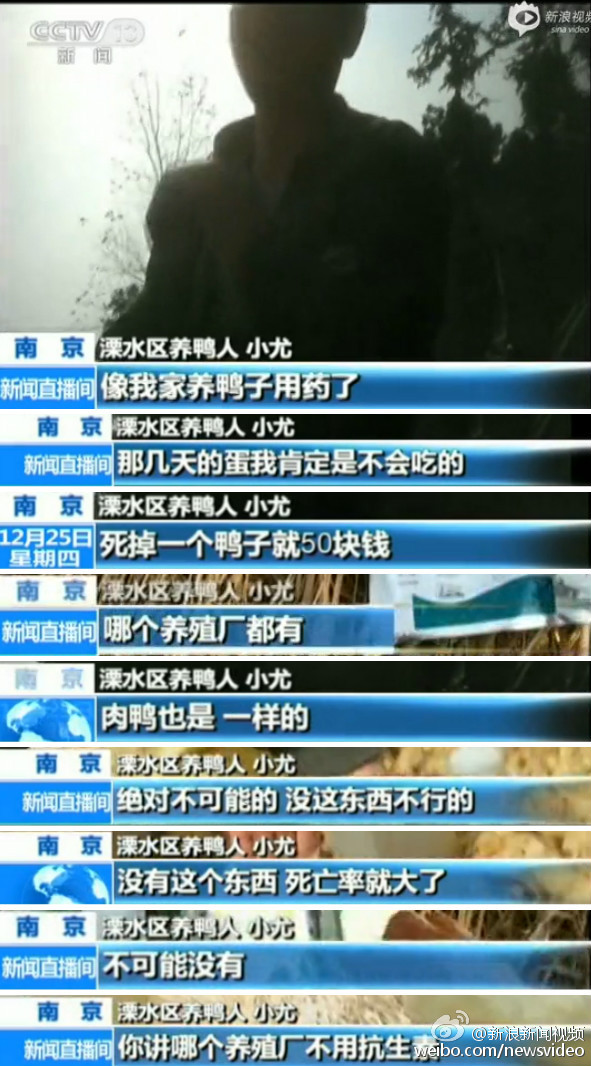 CCTV 13
新闻
新浪视频
sina video
南京 溧水区养鸭人 小尤
新闻直播间 像我家养鸭子用药了
南京 溧水区养鸭人 小尤
新闻直播间 那几天的蛋我肯定是不会吃的
南京 溧水区养鸭人 小尤
12月25日
星期四
死掉一个鸭子就50块钱
南京 溧水区养鸭人 小尤
新闻直播间 哪个养殖厂都有
南京 溧水区养鸭人 小尤
肉鸭也是 一样的
南京 溧水区养鸭人 小尤
新闻直播间 绝对不可能的 没这东西不行的
南京 溧水区养鸭人 小尤
没有这个东西 死亡率就大了
南京 溧水区养鸭人 小尤
新闻直播间 不可能没有
南京 溧水区养鸭人 小尤
新闻直播间 你讲哪个养殖厂不用抗生素
@新浪新闻视频
weibo.com/newsvideo